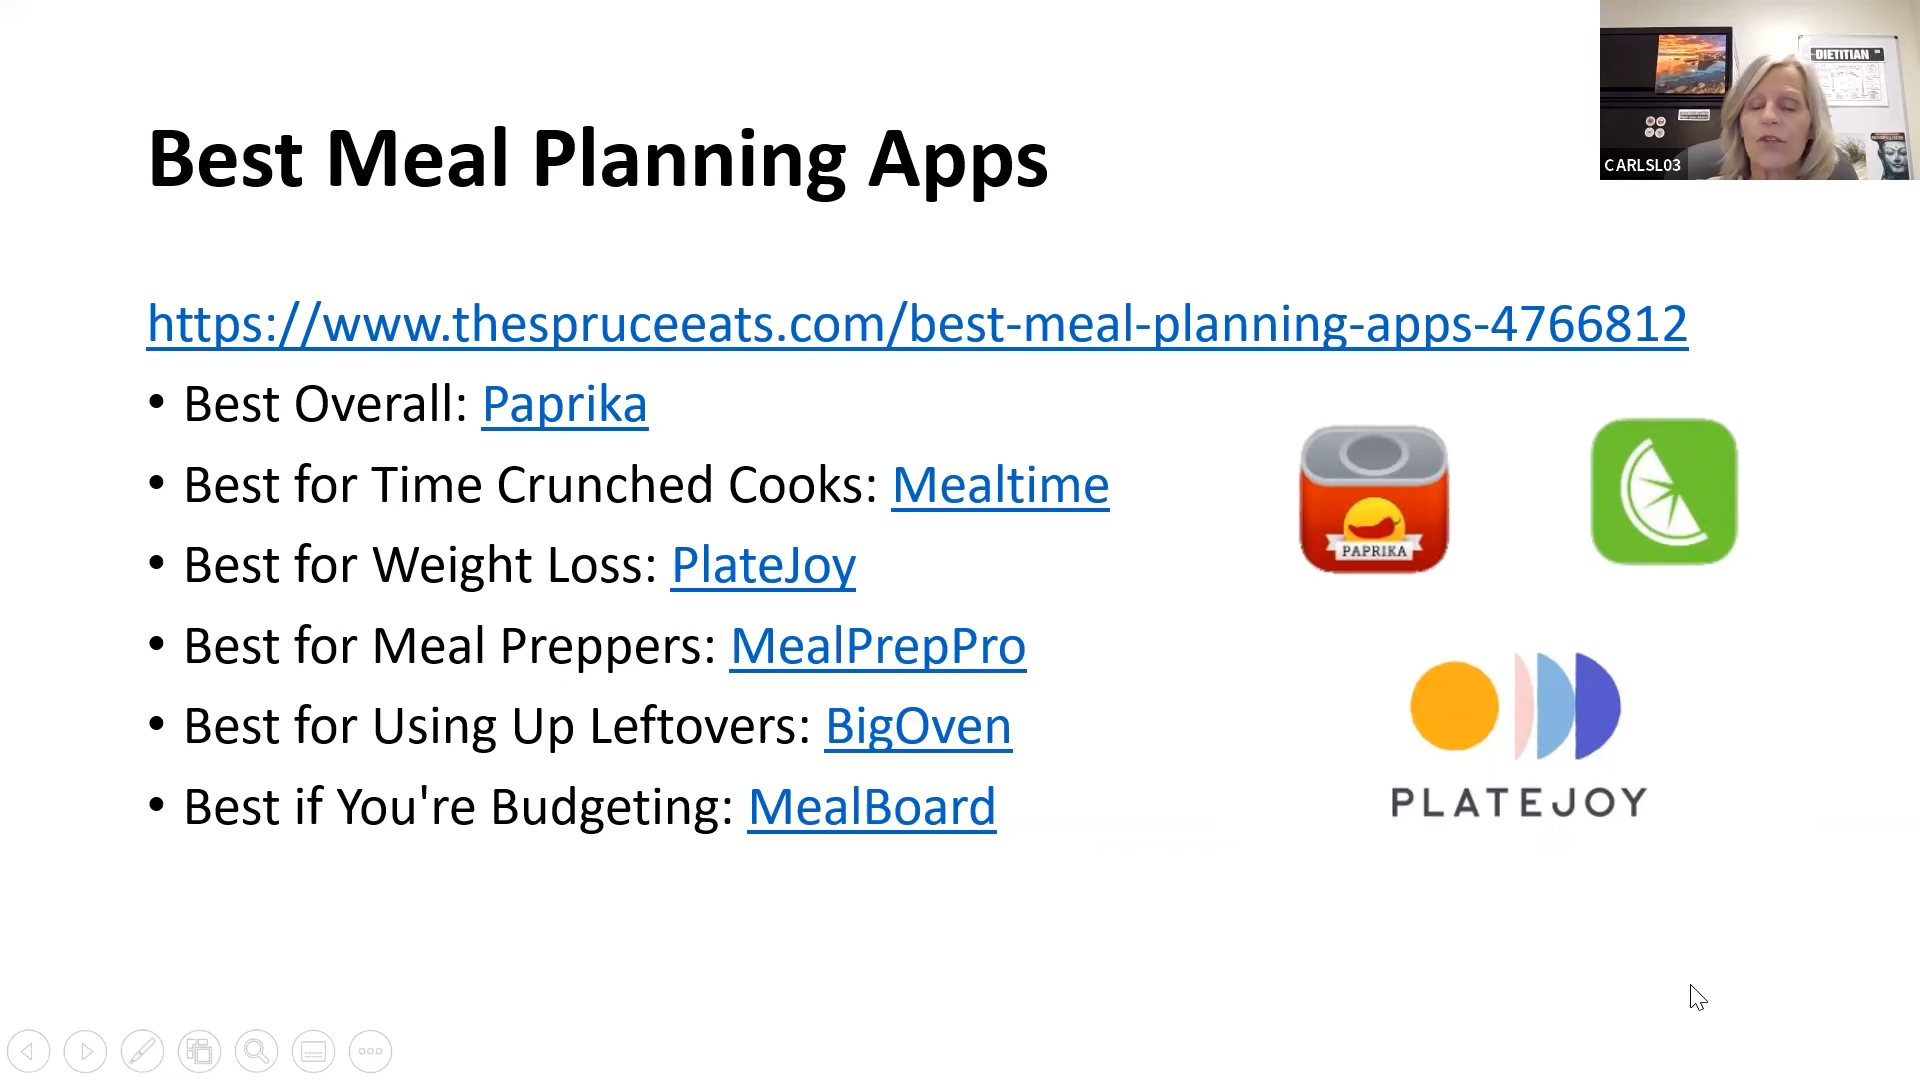 DIETITIAN
CARLSL03
Best Meal Planning Apps
https://www.thespruceeats.com/best-meal-planning-apps-4766812
• Best Overall: Paprika
• Best for Time Crunched Cooks: Mealtime
• Best for Weight Loss: PlateJoy
• Best for Meal Preppers: MealPrepPro
• Best for Using Up Leftovers: BigOven
• Best if You're Budgeting: MealBoard
PAPRIKA
PLATEJOY